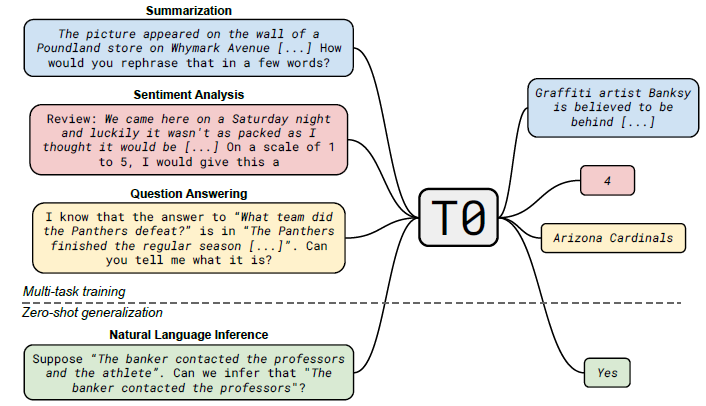 Summarization
The picture appeared on the wall of a
Poundland store on Whymark Avenue [...] How
would you rephrase that in a few words?
Sentiment Analysis
Review: We came here on a Saturday night
and luckily it wasn't as packed as I
thought it would be [...] On a scale of 1
to 5, I would give this a
Question Answering
I know that the answer to “What team did
the Panthers defeat?” is in “The Panthers
finished the regular season [...]”. Can
you tell me what it is?
Multi-task training
Zero-shot generalization
Natural Language Inference
Suppose “The banker contacted the professors
and the athlete”. Can we infer that "The
banker contacted the professors"?
T0
Graffiti artist Banksy
is believed to be
behind [...]
4
Arizona Cardinals
Yes